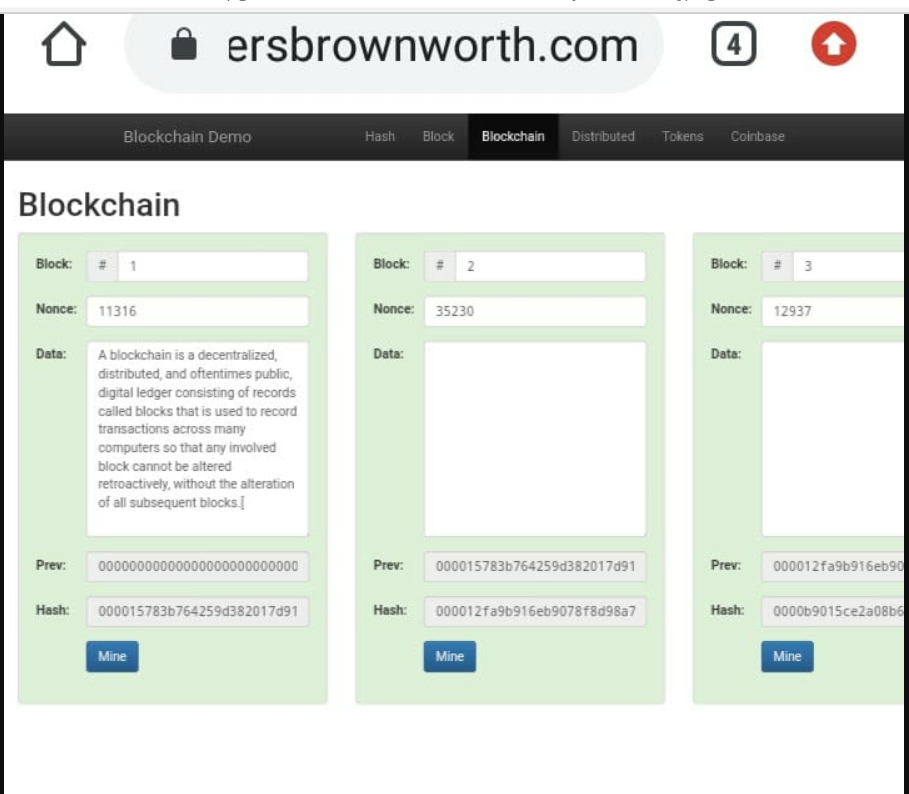 ersbrownworth.com
4
Blockchain Demo Hash Block Blockchain Distributed Tokens Coinbase
Blockchain
Block: # 1
Nonce: 11316
Data: A blockchain is a decentralized,
distributed, and oftentimes public,
digital ledger consisting of records
called blocks that is used to record
transactions across many
computers so that any involved
block cannot be altered
retroactively, without the alteration
of all subsequent blocks.[
Prev: 0000000000000000000000000000
Hash: 000015783b764259d382017d91
Mine
Block: # 2
Nonce: 35230
Data:
Prev: 000015783b764259d382017d91
Hash: 000012fa9b916eb9078f8d98a7
Mine
Block: # 3
Nonce: 12937
Data:
Prev: 000012fa9b916eb90
Hash: 0000b9015ce2a08b6
Mine